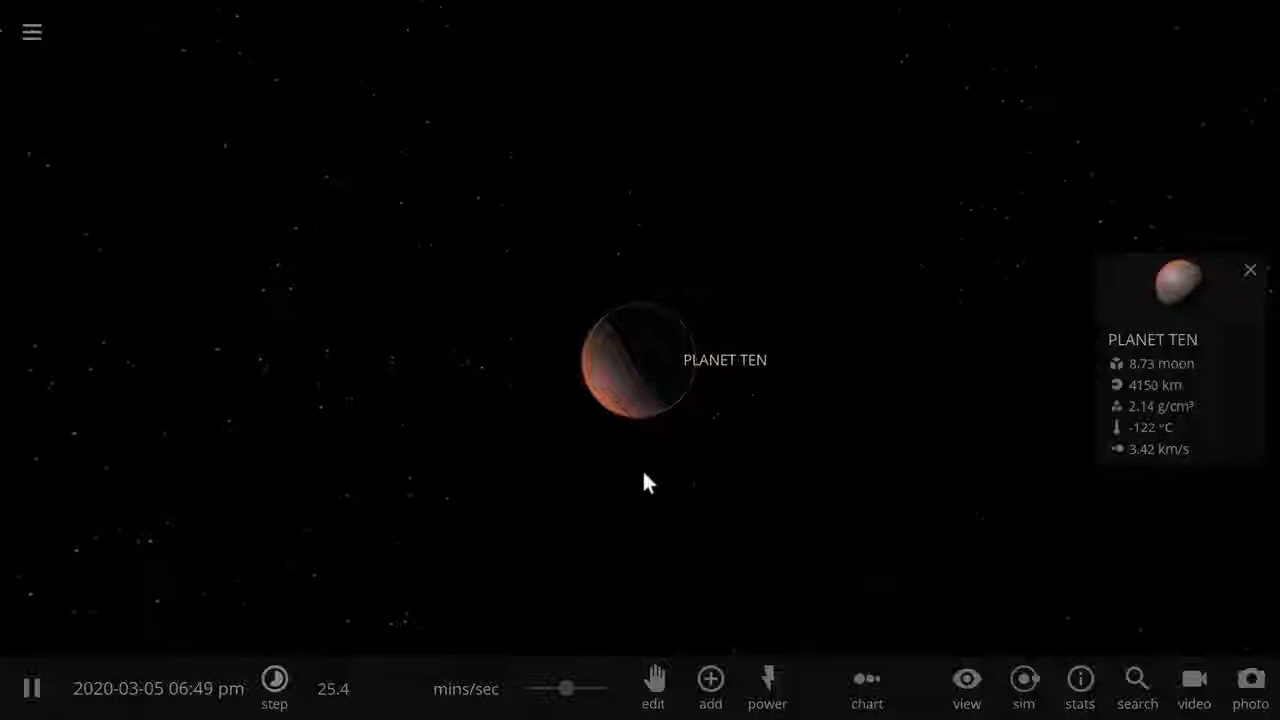 PLANET TEN
PLANET TEN
8.73 moon
4150 km
2.14 g/cm³
-122 °C
3.42 km/s
2020-03-05 06:49 pm
step
25.4
mins/sec
edit
add
power
chart
view
sim
stats
search
video
photo